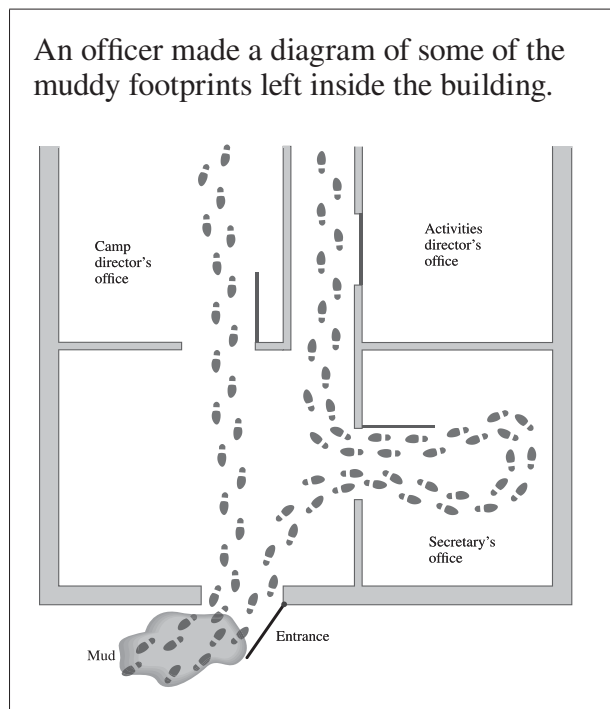 An officer made a diagram of some of the
muddy footprints left inside the building.
Camp
director's
office
Activities
director's
office
Secretary's
office
Entrance
Mud